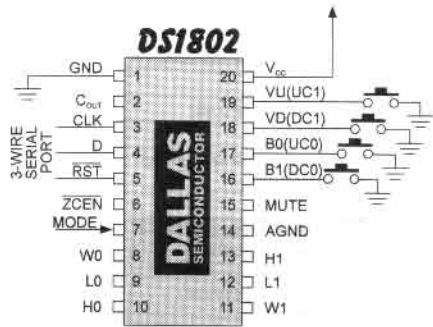 DS1802
GND 1
C_OUT 2
CLK 3
D 4
RST 5
ZCEN 6
MODE 7
W0 8
L0 9
H0 10
3-WIRE
SERIAL
PORT
DALLAS
SEMICONDUCTOR
20 V_CC
19 VU(UC1)
18 VD(DC1)
17 B0(UC0)
16 B1(DC0)
15 MUTE
14 AGND
13 H1
12 L1
11 W1